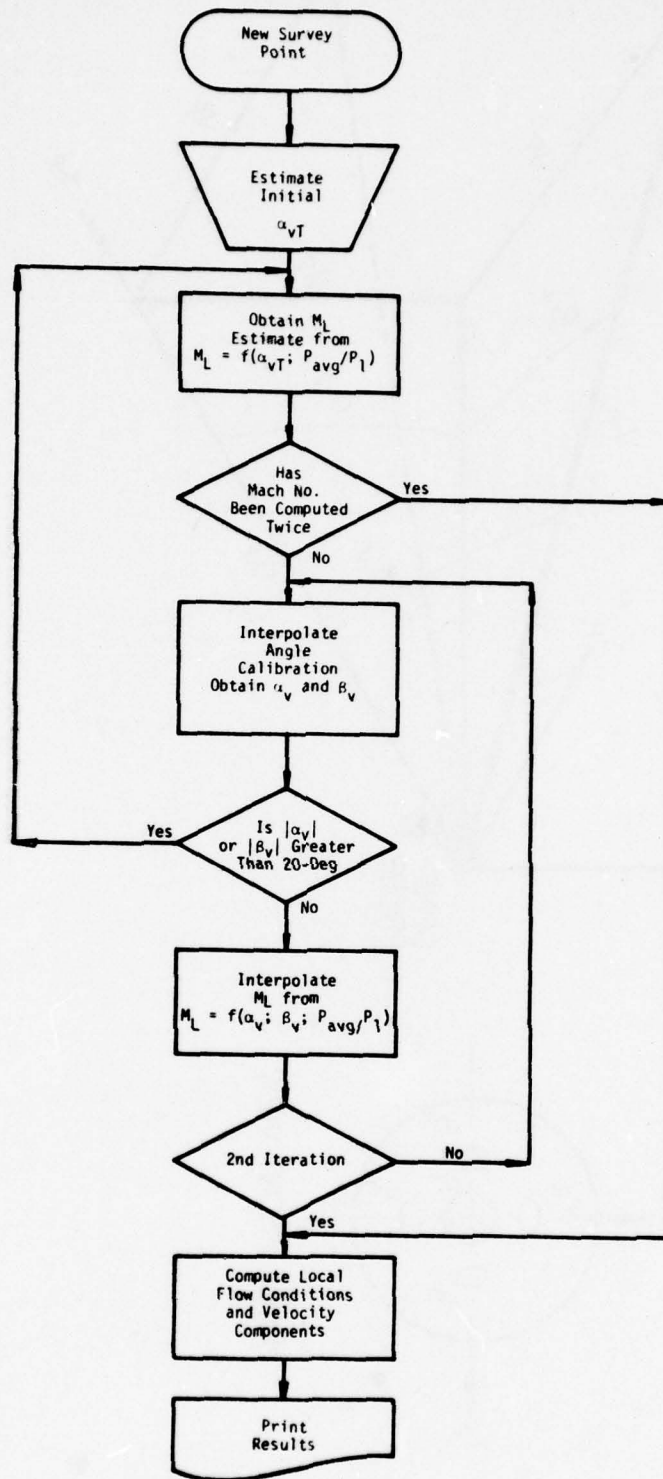 New Survey
Point
Estimate
Initial
α_vT
Obtain M_L
Estimate from
M_L = f(α_vT; P_avg/P_1)
Has
Mach No.
Been Computed
Twice
Yes
No
Interpolate
Angle
Calibration
Obtain α_v and β_v
Yes
Is |α_v|
or |β_v| Greater
Than 20-Deg
No
Interpolate
M_L from
M_L = f(α_v; β_v; P_avg/P_1)
2nd Iteration
No
Yes
Compute Local
Flow Conditions
and Velocity
Components
Print
Results